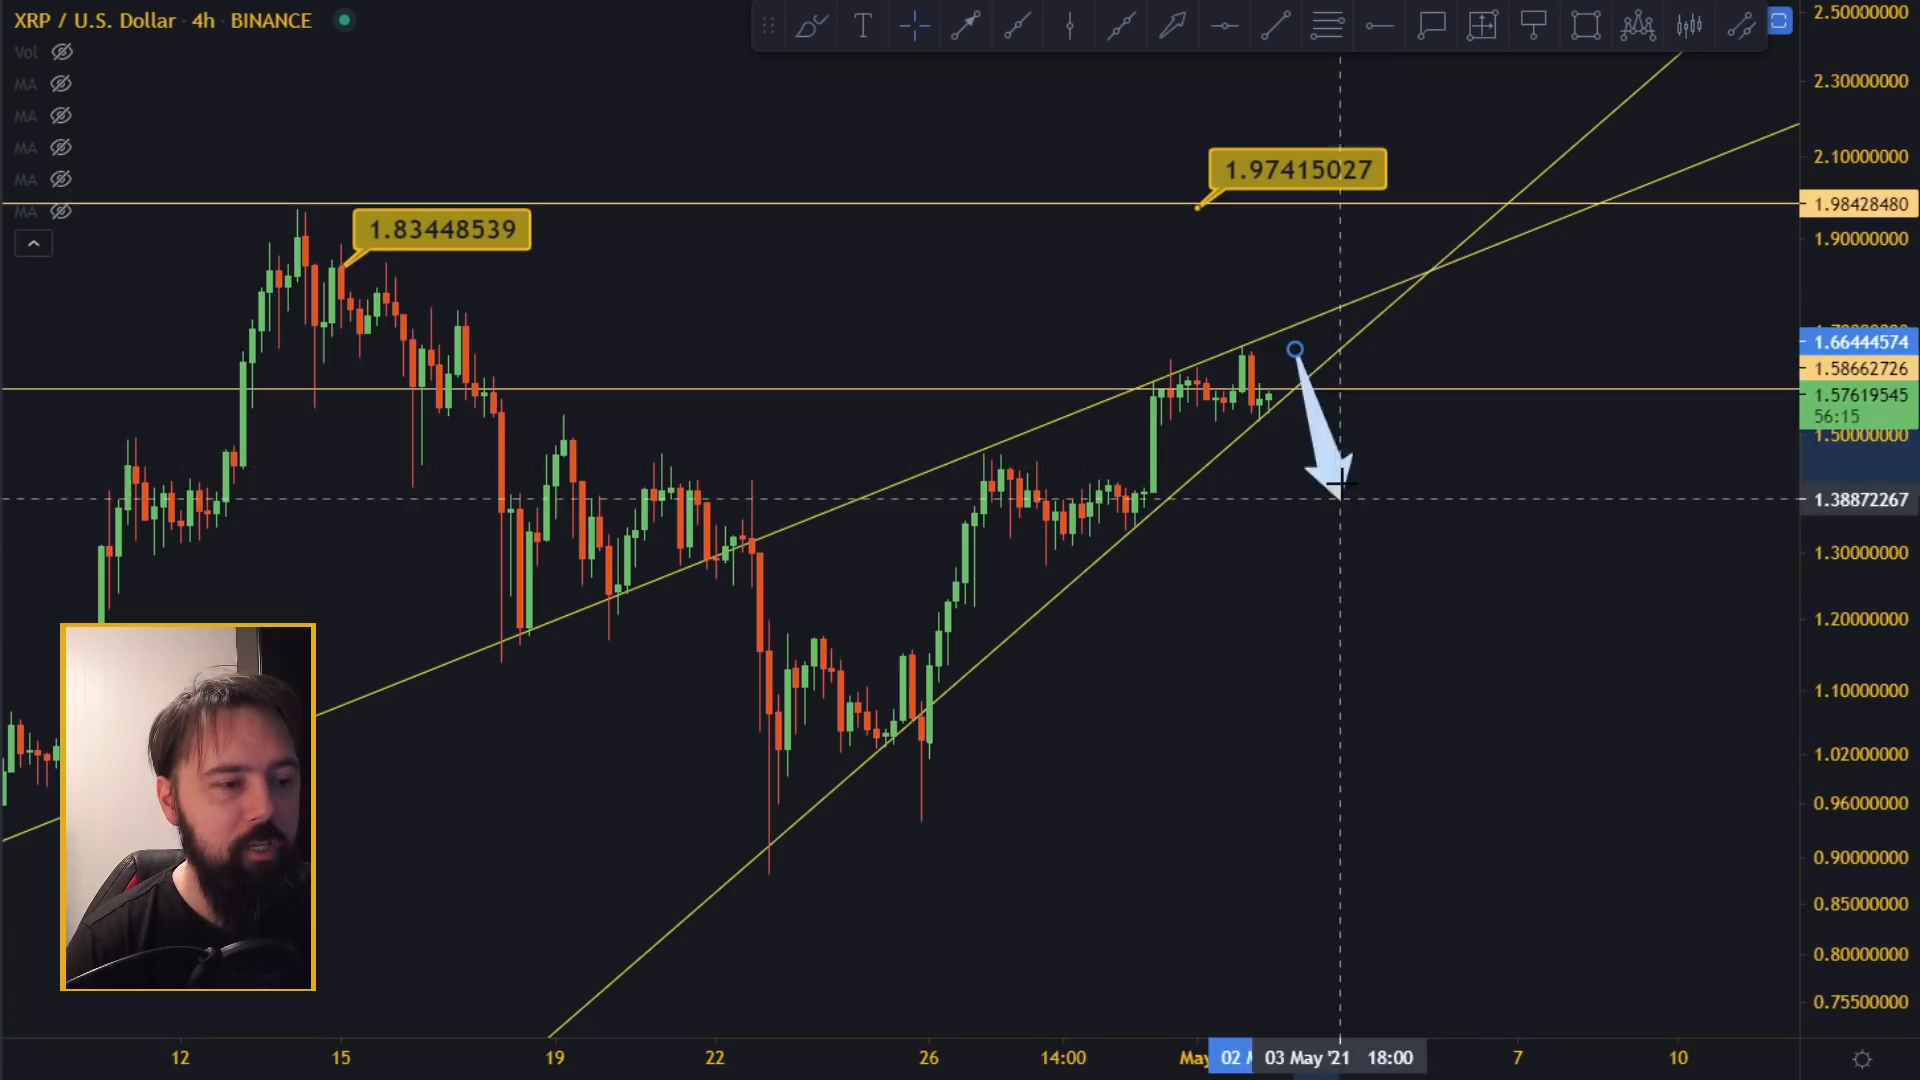 XRP / U.S. Dollar · 4h · BINANCE
Vol
MA
MA
MA
MA
MA
T
1.83448539
1.97415027
2.50000000
2.30000000
2.10000000
1.98428480
1.90000000
1.66444574
1.58662726
1.57619545
56:15
1.50000000
1.38872267
1.30000000
1.20000000
1.10000000
1.02000000
0.96000000
0.90000000
0.85000000
0.80000000
0.75500000
12 15 19 22 26 14:00 May 02 03 May '21 18:00 7 10